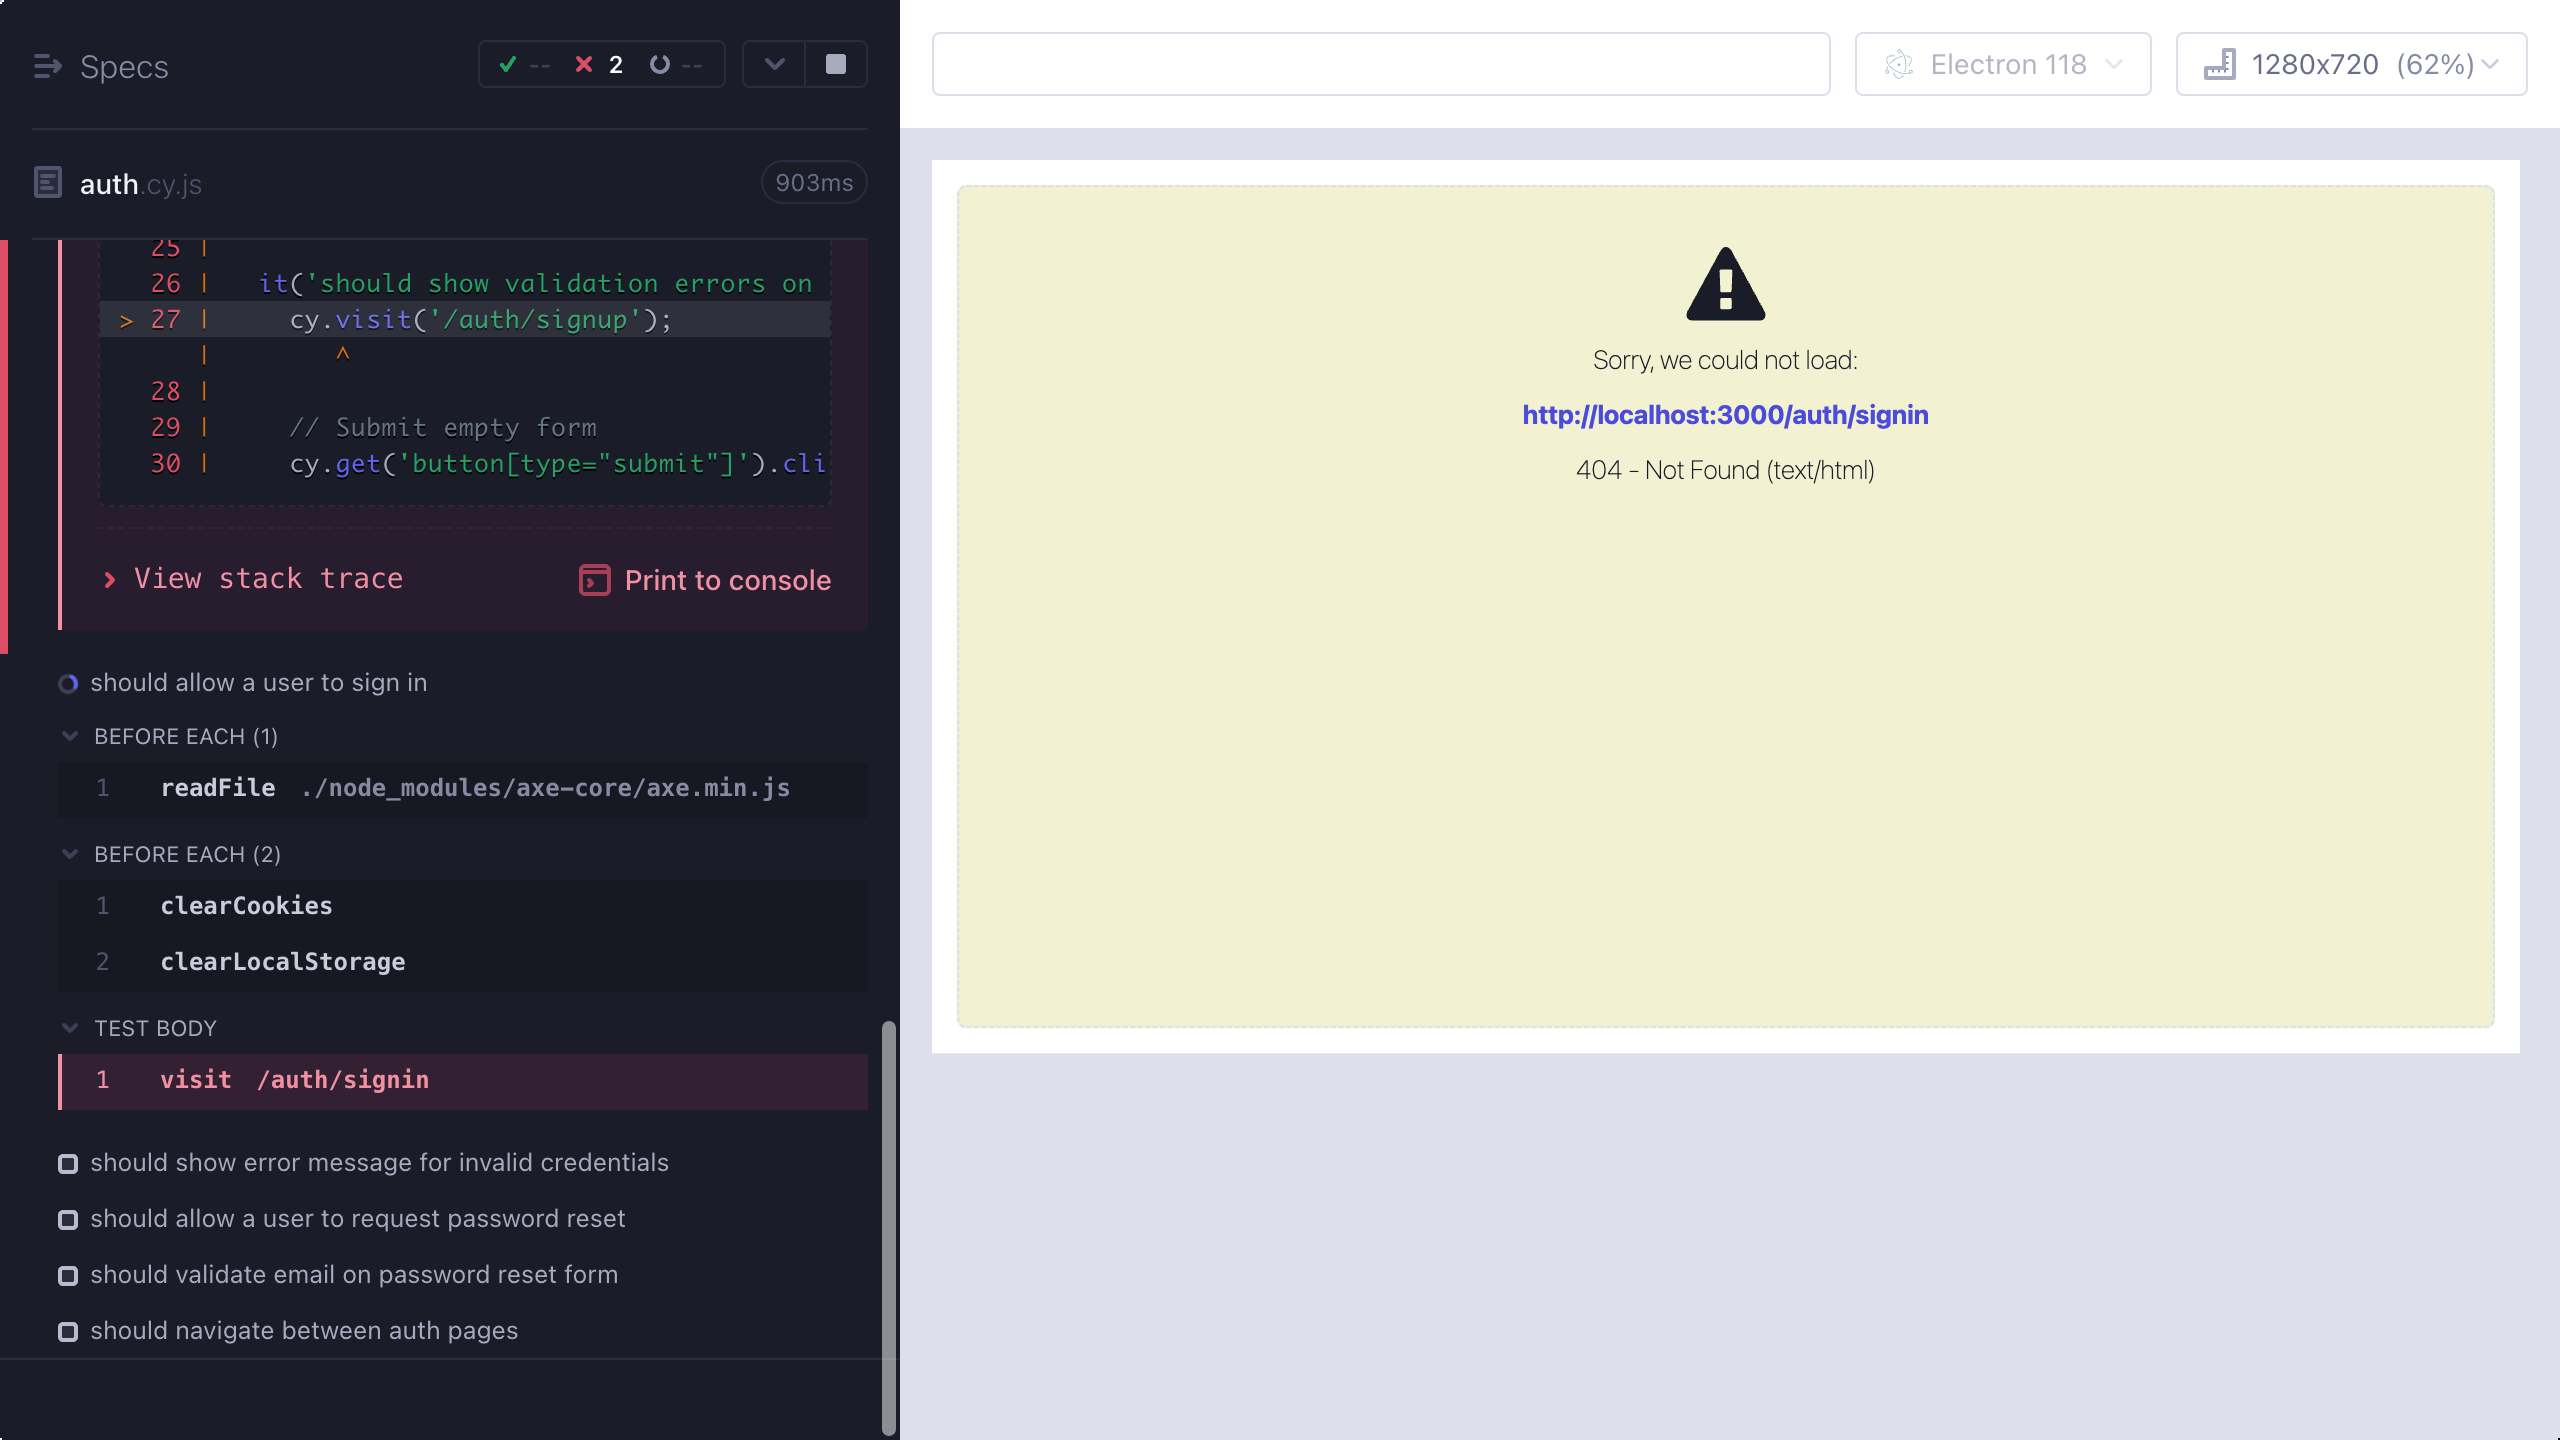 Specs
-- 2 --
auth.cy.js
903ms
25 |
26 | it('should show validation errors on
> 27 | cy.visit('/auth/signup');
| ^
28 |
29 | // Submit empty form
30 | cy.get('button[type="submit"]').cli
View stack trace
Print to console
should allow a user to sign in
BEFORE EACH (1)
1 readFile ./node_modules/axe-core/axe.min.js
BEFORE EACH (2)
1 clearCookies
2 clearLocalStorage
TEST BODY
1 visit /auth/signin
should show error message for invalid credentials
should allow a user to request password reset
should validate email on password reset form
should navigate between auth pages
Electron 118
1280x720 (62%)
Sorry, we could not load:
http://localhost:3000/auth/signin
404 - Not Found (text/html)